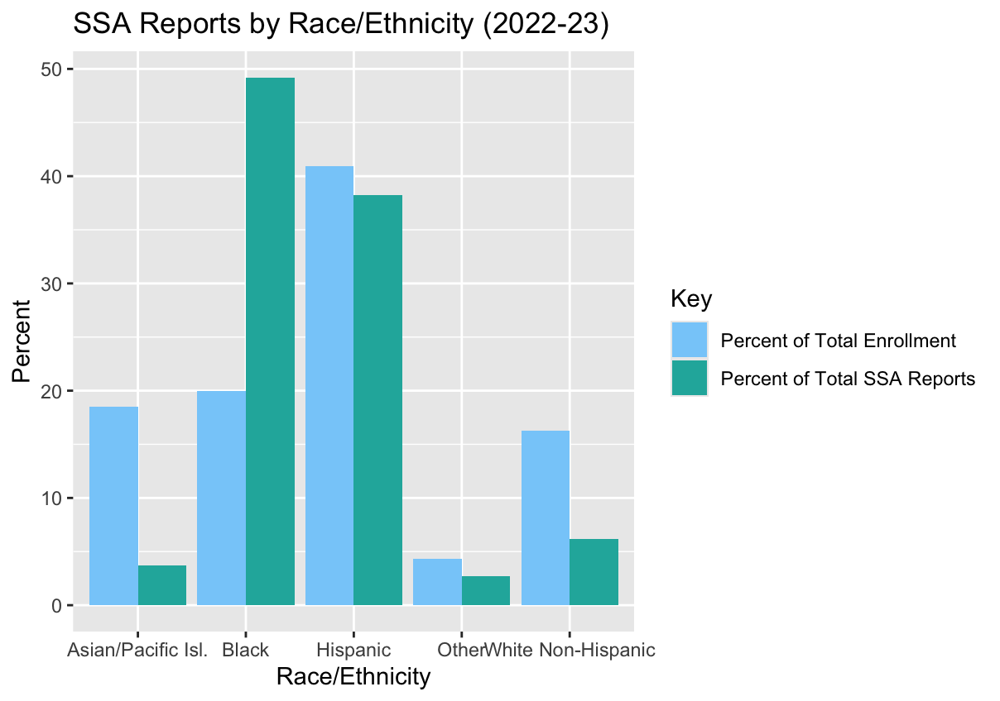 SSA Reports by Race/Ethnicity (2022-23)
50
40
30
20
10
0
Percent
Asian/Pacific Isl.
Black
Hispanic
Other
White Non-Hispanic
Race/Ethnicity
Key
Percent of Total Enrollment
Percent of Total SSA Reports